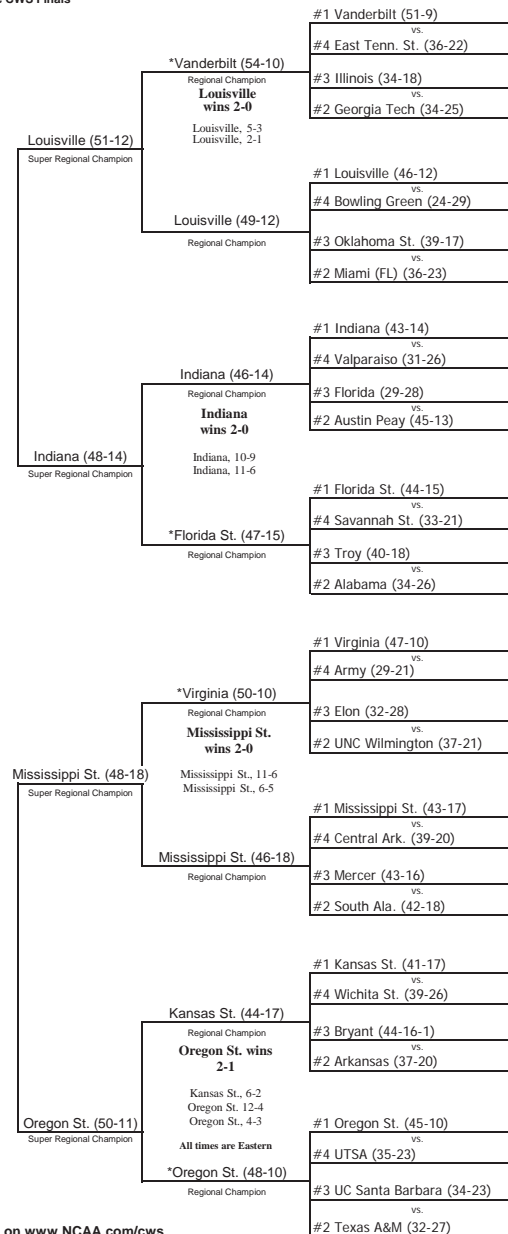 #1 Vanderbilt (51-9)
vs.
#4 East Tenn. St. (36-22)
*Vanderbilt (54-10)
Regional Champion
#3 Illinois (34-18)
vs.
Louisville
wins 2-0
#2 Georgia Tech (34-25)
Louisville, 5-3
Louisville, 2-1
Louisville (51-12)
Super Regional Champion
#1 Louisville (46-12)
vs.
#4 Bowling Green (24-29)
Louisville (49-12)
Regional Champion
#3 Oklahoma St. (39-17)
vs.
#2 Miami (FL) (36-23)
#1 Indiana (43-14)
vs.
#4 Valparaiso (31-26)
Indiana (46-14)
Regional Champion
#3 Florida (29-28)
vs.
Indiana
wins 2-0
#2 Austin Peay (45-13)
Indiana, 10-9
Indiana, 11-6
Indiana (48-14)
Super Regional Champion
#1 Florida St. (44-15)
vs.
#4 Savannah St. (33-21)
*Florida St. (47-15)
Regional Champion
#3 Troy (40-18)
vs.
#2 Alabama (34-26)
#1 Virginia (47-10)
vs.
#4 Army (29-21)
*Virginia (50-10)
Regional Champion
#3 Elon (32-28)
vs.
Mississippi St.
wins 2-0
#2 UNC Wilmington (37-21)
Mississippi St., 11-6
Mississippi St., 6-5
Mississippi St. (48-18)
Super Regional Champion
#1 Mississippi St. (43-17)
vs.
#4 Central Ark. (39-20)
Mississippi St. (46-18)
Regional Champion
#3 Mercer (43-16)
vs.
#2 South Ala. (42-18)
#1 Kansas St. (41-17)
vs.
#4 Wichita St. (39-26)
Kansas St. (44-17)
Regional Champion
#3 Bryant (44-16-1)
vs.
Oregon St. wins
2-1
#2 Arkansas (37-20)
Kansas St., 6-2
Oregon St. 12-4
Oregon St., 4-3
Oregon St. (50-11)
Super Regional Champion
All times are Eastern
#1 Oregon St. (45-10)
vs.
#4 UTSA (35-23)
*Oregon St. (48-10)
Regional Champion
#3 UC Santa Barbara (34-23)
vs.
#2 Texas A&M (32-27)
on www NCAA com/cws